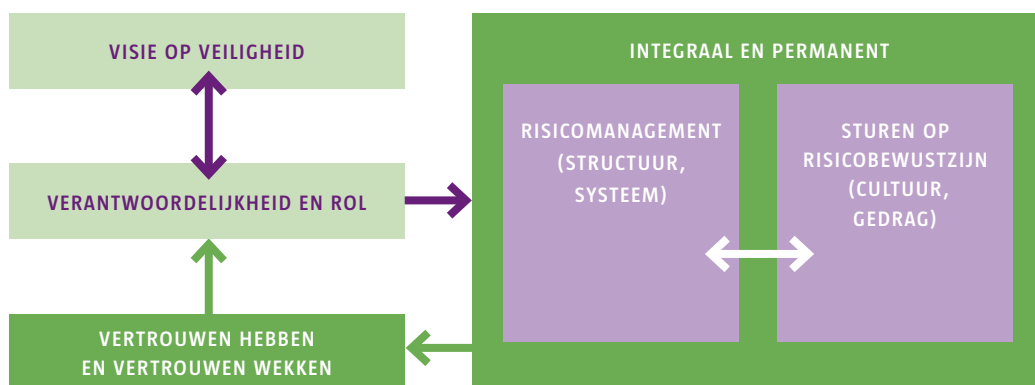 VISIE OP VEILIGHEID
VERANTWOORDELIJKHEID EN ROL
VERTROUWEN HEBBEN
EN VERTROUWEN WEKKEN
INTEGRAAL EN PERMANENT
RISICOMANAGEMENT
(STRUCTUUR,
SYSTEEM)
STUREN OP
RISICOBEWUSTZIJN
(CULTUUR,
GEDRAG)